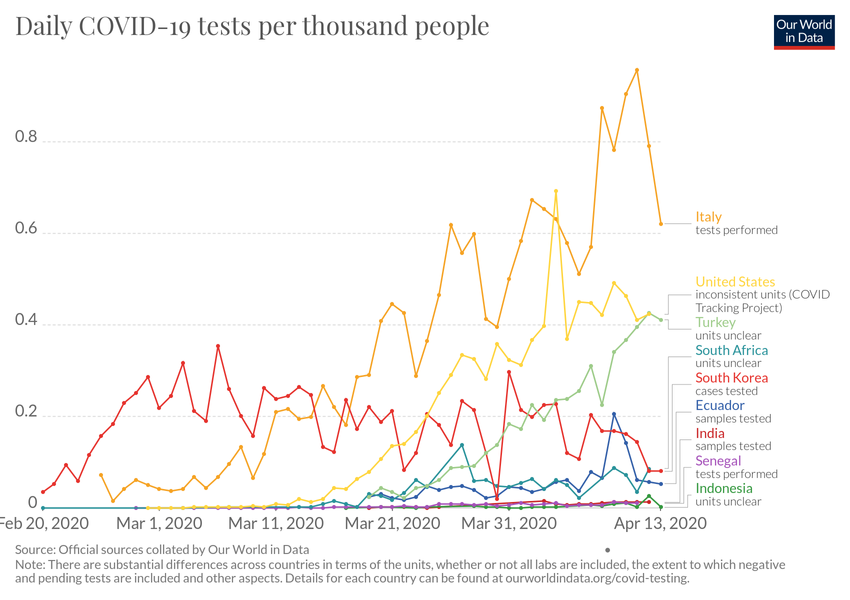 Daily COVID-19 tests per thousand people
Our World
in Data
0.8
0.6
0.4
0.2
0
Feb 20, 2020
Mar 1, 2020
Mar 11, 2020
Mar 21, 2020
Mar 31, 2020
Apr 13, 2020
Italy
tests performed
United States
inconsistent units (COVID
Tracking Project)
Turkey
units unclear
South Africa
units unclear
South Korea
cases tested
Ecuador
samples tested
India
samples tested
Senegal
tests performed
Indonesia
units unclear
Source: Official sources collated by Our World in Data
Note: There are substantial differences across countries in terms of the units, whether or not all labs are included, the extent to which negative
and pending tests are included and other aspects. Details for each country can be found at ourworldindata.org/covid-testing.